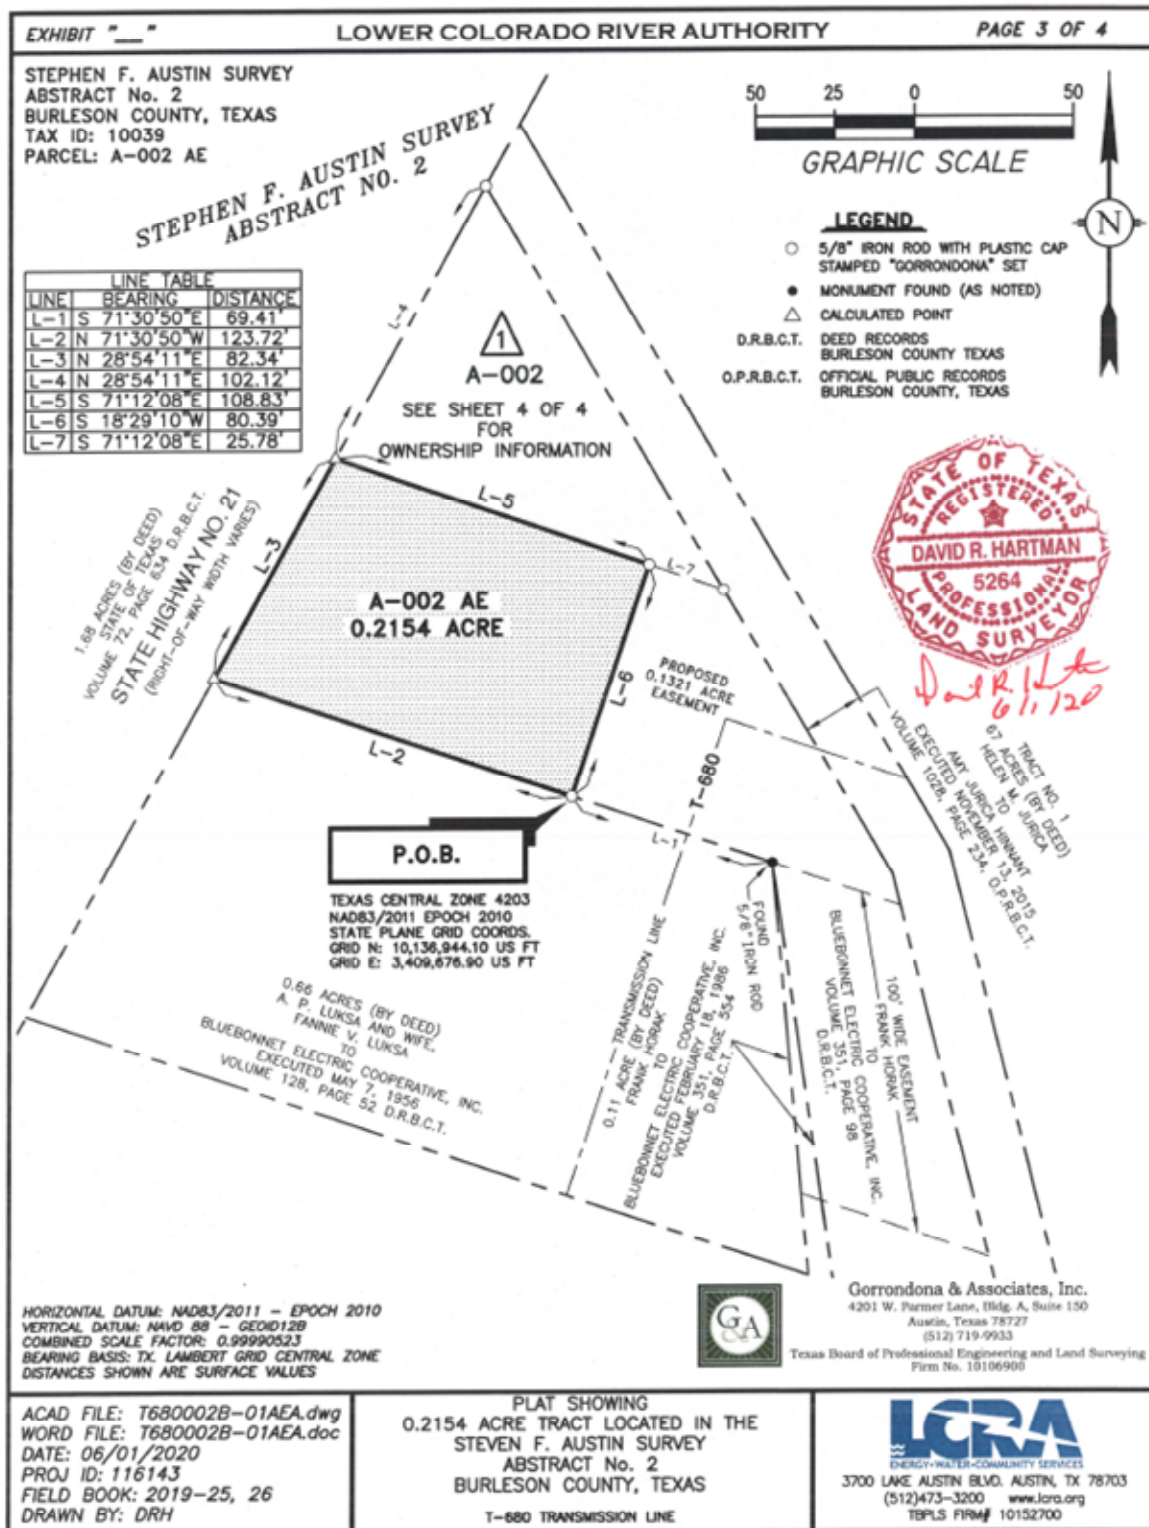 EXHIBIT "__"
LOWER COLORADO RIVER AUTHORITY
PAGE 3 OF 4
STEPHEN F. AUSTIN SURVEY
ABSTRACT No. 2
BURLESON COUNTY, TEXAS
TAX ID: 10039
PARCEL: A-002 AE
STEPHEN F. AUSTIN SURVEY
ABSTRACT NO. 2
50 25 0 50
GRAPHIC SCALE
N
LEGEND
5/8" IRON ROD WITH PLASTIC CAP
STAMPED "GORRONDONA" SET
MONUMENT FOUND (AS NOTED)
CALCULATED POINT
D.R.B.C.T. DEED RECORDS
BURLESON COUNTY TEXAS
O.P.R.B.C.T. OFFICIAL PUBLIC RECORDS
BURLESON COUNTY, TEXAS
LINE TABLE
LINE BEARING DISTANCE
L-1 S 71°30'50"E 69.41'
L-2 N 71°30'50"W 123.72'
L-3 N 28°54'11"E 82.34'
L-4 N 28°54'11"E 102.12'
L-5 S 71°12'08"E 108.83'
L-6 S 18°29'10"W 80.39'
L-7 S 71°12'08"E 25.78'
L-4
1
A-002
SEE SHEET 4 OF 4
FOR
OWNERSHIP INFORMATION
L-5
L-7
L-3
1.68 ACRES (BY DEED)
STATE OF TEXAS
VOLUME 72, PAGE 634 D.R.B.C.T.
STATE HIGHWAY NO. 21
(RIGHT-OF-WAY WIDTH VARIES)
A-002 AE
0.2154 ACRE
L-6
L-2
PROPOSED
0.1321 ACRE
EASEMENT
STATE OF TEXAS
REGISTERED
DAVID R. HARTMAN
5264
PROFESSIONAL
LAND SURVEYOR
6/1/20
TRACT NO. 1
67 ACRES (BY DEED)
HELEN M. JURICA
TO
AMY JURICA HINNANT
EXECUTED NOVEMBER 13, 2015
VOLUME 1028, PAGE 234, O.P.R.B.C.T.
T-680
TRANSMISSION LINE
L-1
P.O.B.
TEXAS CENTRAL ZONE 4203
NAD83/2011 EPOCH 2010
STATE PLANE GRID COORDS.
GRID N: 10,136,944.10 US FT
GRID E: 3,409,676.90 US FT
FOUND
5/8" IRON ROD
0.66 ACRES (BY DEED)
A. P. LUKSA AND WIFE,
FANNIE V. LUKSA
TO
BLUEBONNET ELECTRIC COOPERATIVE, INC.
EXECUTED MAY 7, 1956
VOLUME 128, PAGE 52 D.R.B.C.T.
0.11 ACRE (BY DEED)
FRANK HORAK
TO
BLUEBONNET ELECTRIC COOPERATIVE, INC.
EXECUTED FEBRUARY 18, 1986
VOLUME 351, PAGE 554
D.R.B.C.T.
100' WIDE EASEMENT
FRANK HORAK
TO
BLUEBONNET ELECTRIC COOPERATIVE, INC.
VOLUME 351, PAGE 98
D.R.B.C.T.
HORIZONTAL DATUM: NAD83/2011 - EPOCH 2010
VERTICAL DATUM: NAVD 88 - GEOID12B
COMBINED SCALE FACTOR: 0.99990523
BEARING BASIS: TX. LAMBERT GRID CENTRAL ZONE
DISTANCES SHOWN ARE SURFACE VALUES
G&A
Gorrondona & Associates, Inc.
4201 W. Parmer Lane, Bldg. A, Suite 150
Austin, Texas 78727
(512) 719-9933
Texas Board of Professional Engineering and Land Surveying
Firm No. 10106900
ACAD FILE: T680002B-01AEA.dwg
WORD FILE: T680002B-01AEA.doc
DATE: 06/01/2020
PROJ ID: 116143
FIELD BOOK: 2019-25, 26
DRAWN BY: DRH
PLAT SHOWING
0.2154 ACRE TRACT LOCATED IN THE
STEVEN F. AUSTIN SURVEY
ABSTRACT No. 2
BURLESON COUNTY, TEXAS
T-680 TRANSMISSION LINE
LCRA
ENERGY•WATER•COMMUNITY SERVICES
3700 LAKE AUSTIN BLVD. AUSTIN, TX 78703
(512)473-3200 www.lcra.org
TBPLS FIRM# 10152700